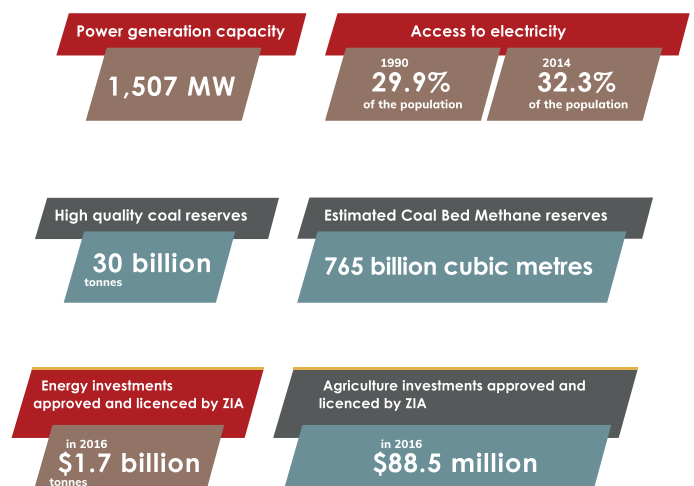 Power generation capacity
1,507 MW
Access to electricity
1990
29.9%
of the population
2014
32.3%
of the population
High quality coal reserves
30 billion
tonnes
Estimated Coal Bed Methane reserves
765 billion cubic metres
Energy investments
approved and licenced by ZIA
in 2016
$1.7 billion
tonnes
Agriculture investments approved and
licenced by ZIA
in 2016
$88.5 million